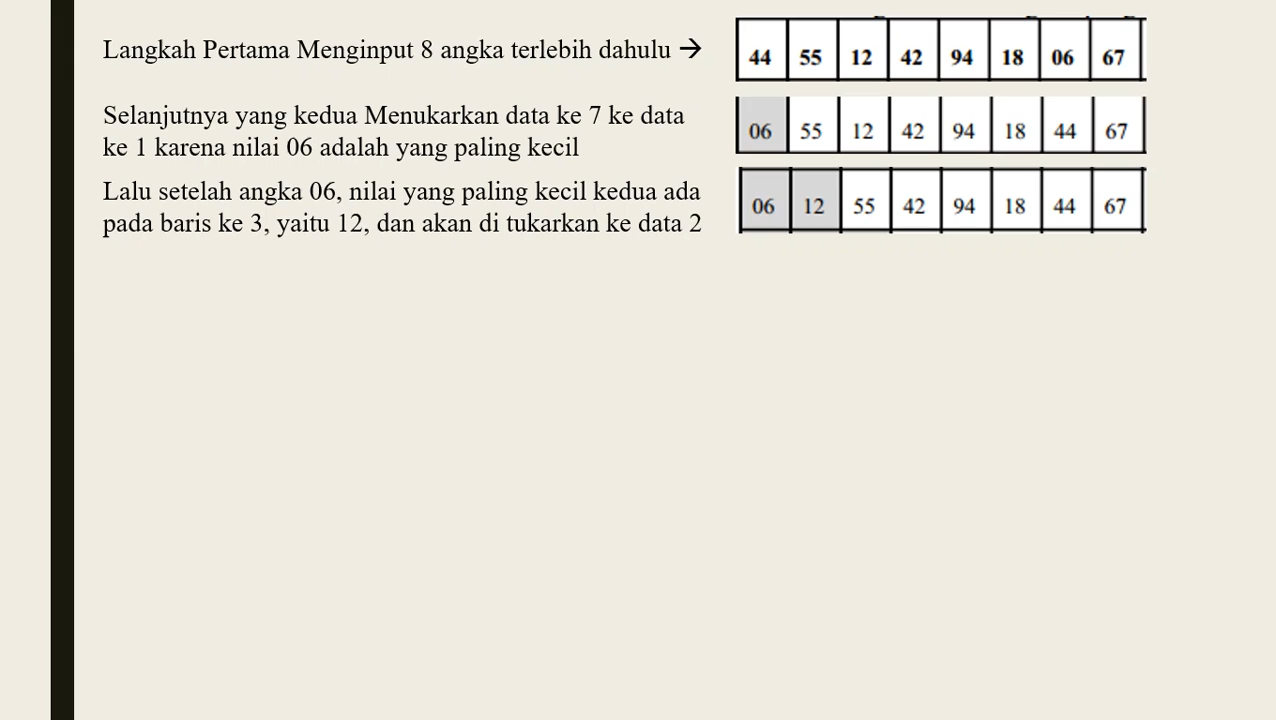 Langkah Pertama Menginput 8 angka terlebih dahulu →
44 55 12 42 94 18 06 67
Selanjutnya yang kedua Menukarkan data ke 7 ke data
ke 1 karena nilai 06 adalah yang paling kecil
06 55 12 42 94 18 44 67
Lalu setelah angka 06, nilai yang paling kecil kedua ada
pada baris ke 3, yaitu 12, dan akan di tukarkan ke data 2
06 12 55 42 94 18 44 67